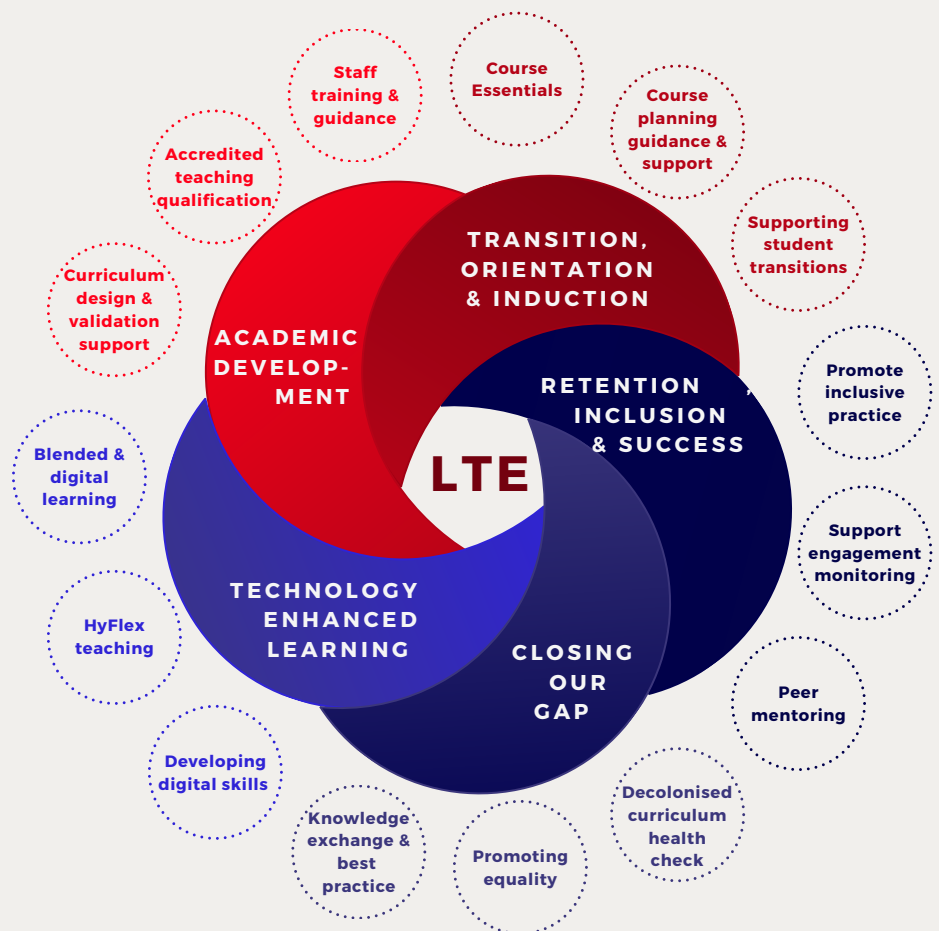 Staff
training &
guidance
Course
Essentials
Course
planning
guidance &
support
Accredited
teaching
qualification
Supporting
student
transitions
Curriculum
design &
validation
support
TRANSITION,
ORIENTATION
& INDUCTION
ACADEMIC
DEVELOP-
MENT
RETENTION ,
INCLUSION
& SUCCESS
Promote
inclusive
practice
LTE
Blended &
digital
learning
Support
engagement
monitoring
TECHNOLOGY
ENHANCED
LEARNING
HyFlex
teaching
CLOSING
OUR
GAP
Peer
mentoring
Developing
digital skills
Knowledge
exchange &
best
practice
Promoting
equality
Decolonised
curriculum
health
check